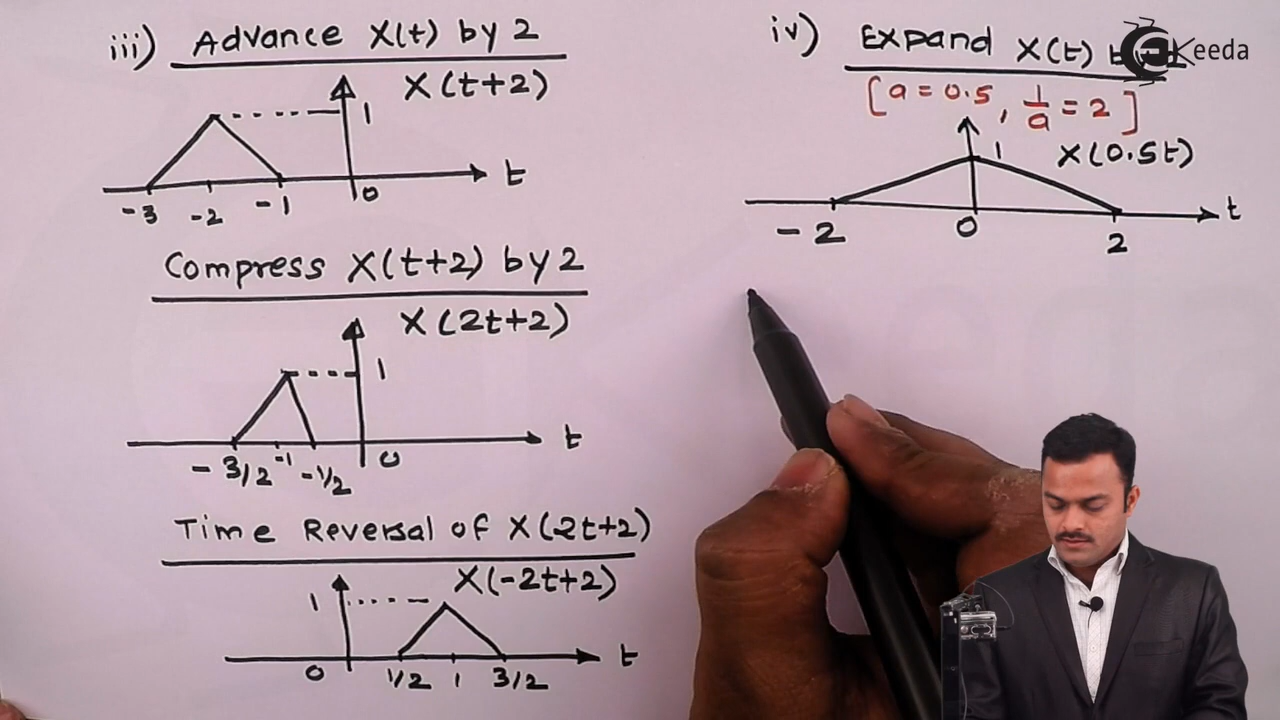 iii) Advance X(t) by 2
X(t+2)
1
t
-3 -2 -1 0
Compress X(t+2) by 2
X(2t+2)
1
t
-3/2 -1 -1/2 0
Time Reversal of X(2t+2)
X(-2t+2)
1
t
0 1/2 1 3/2
iv) Expand X(t)
Keeda
[a=0.5, 1/a=2]
1 X(0.5t)
t
-2 0 2